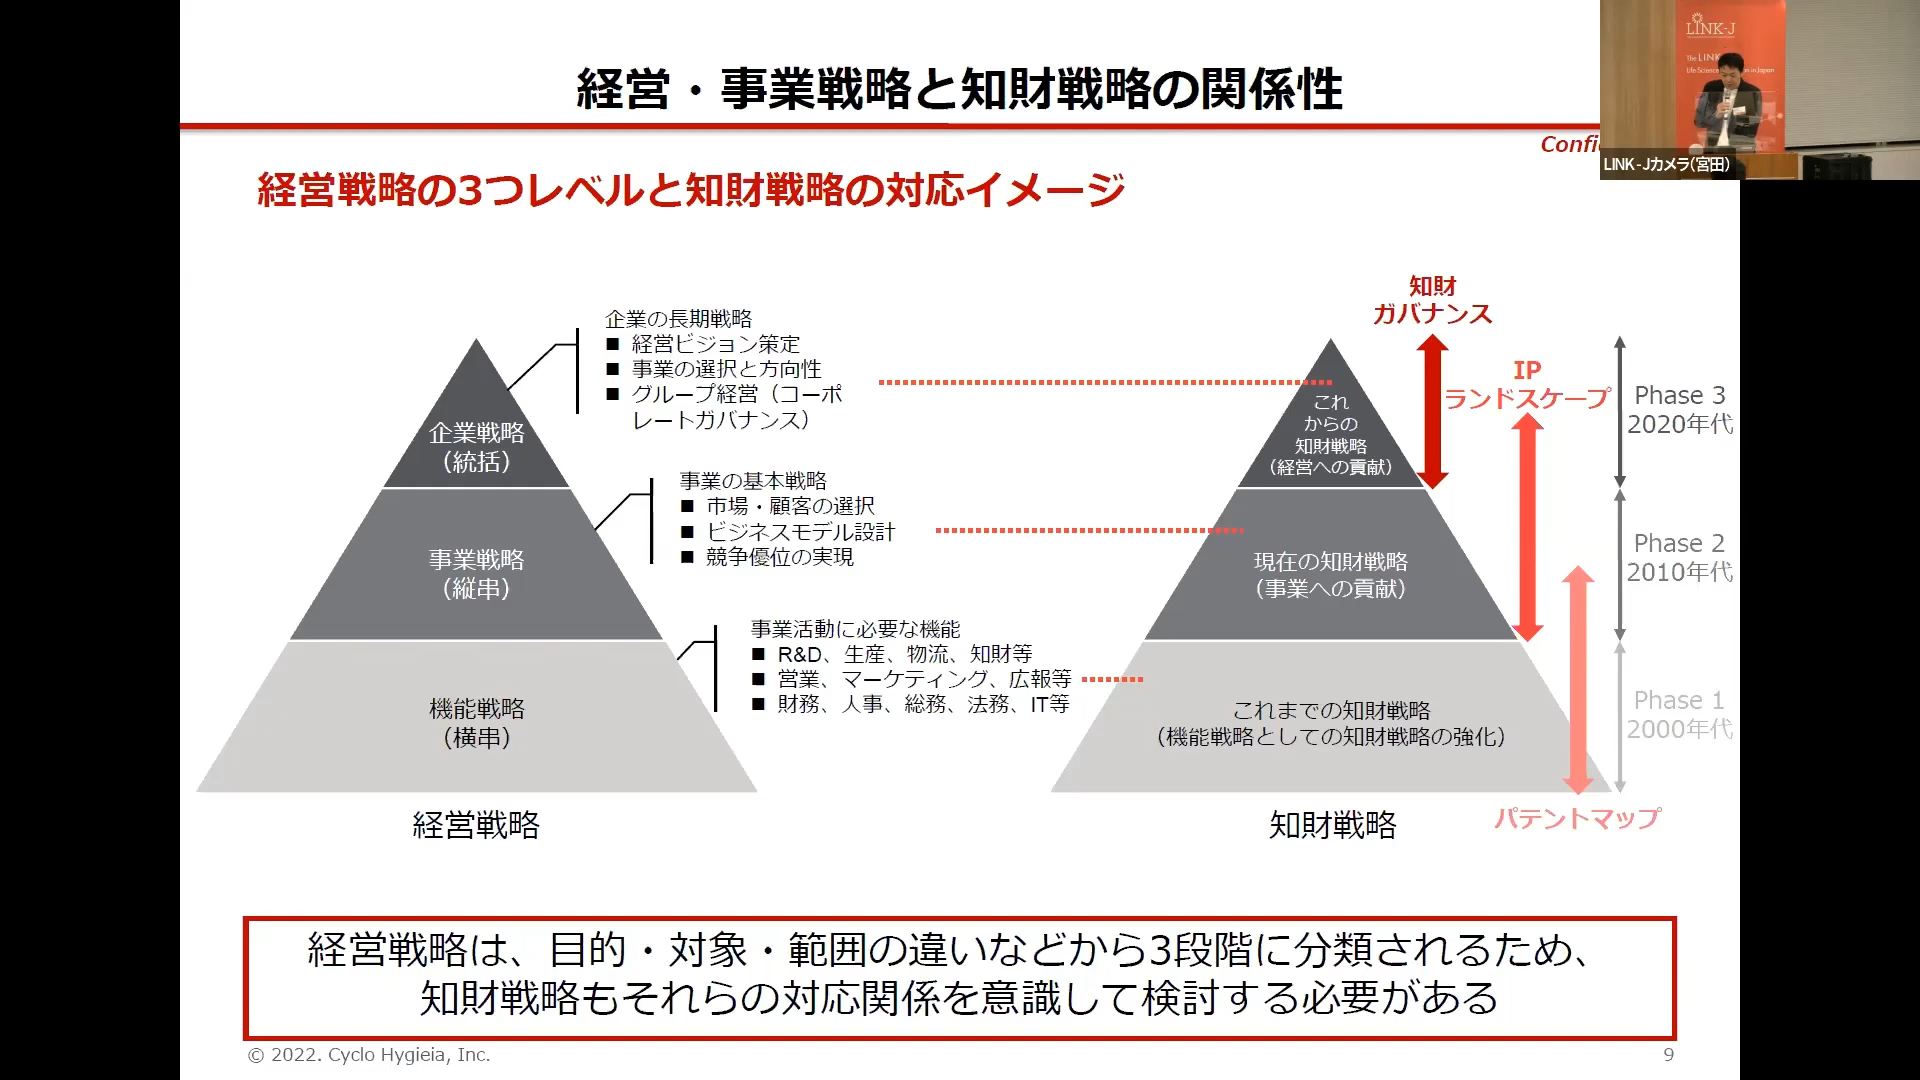 経営・事業戦略と知財戦略の関係性
Confi
LINK-J
The LINK
LINK-Jカメラ(宮田)
経営戦略の3つレベルと知財戦略の対応イメージ
企業の長期戦略
■ 経営ビジョン策定
■ 事業の選択と方向性
■ グループ経営（コーポ
レートガバナンス）
企業戦略
（統括）
事業の基本戦略
■ 市場・顧客の選択
■ ビジネスモデル設計
■ 競争優位の実現
事業戦略
（縦串）
事業活動に必要な機能
■ R&D、生産、物流、知財等
■ 営業、マーケティング、広報等
■ 財務、人事、総務、法務、IT等
機能戦略
（横串）
経営戦略
知財
ガバナンス
IP
ランドスケープ
これ
からの
知財戦略
（経営への貢献）
Phase 3
2020年代
現在の知財戦略
（事業への貢献）
Phase 2
2010年代
これまでの知財戦略
（機能戦略としての知財戦略の強化）
Phase 1
2000年代
パテントマップ
知財戦略
経営戦略は、目的・対象・範囲の違いなどから3段階に分類されるため、
知財戦略もそれらの対応関係を意識して検討する必要がある
© 2022. Cyclo Hygieia, Inc.
9